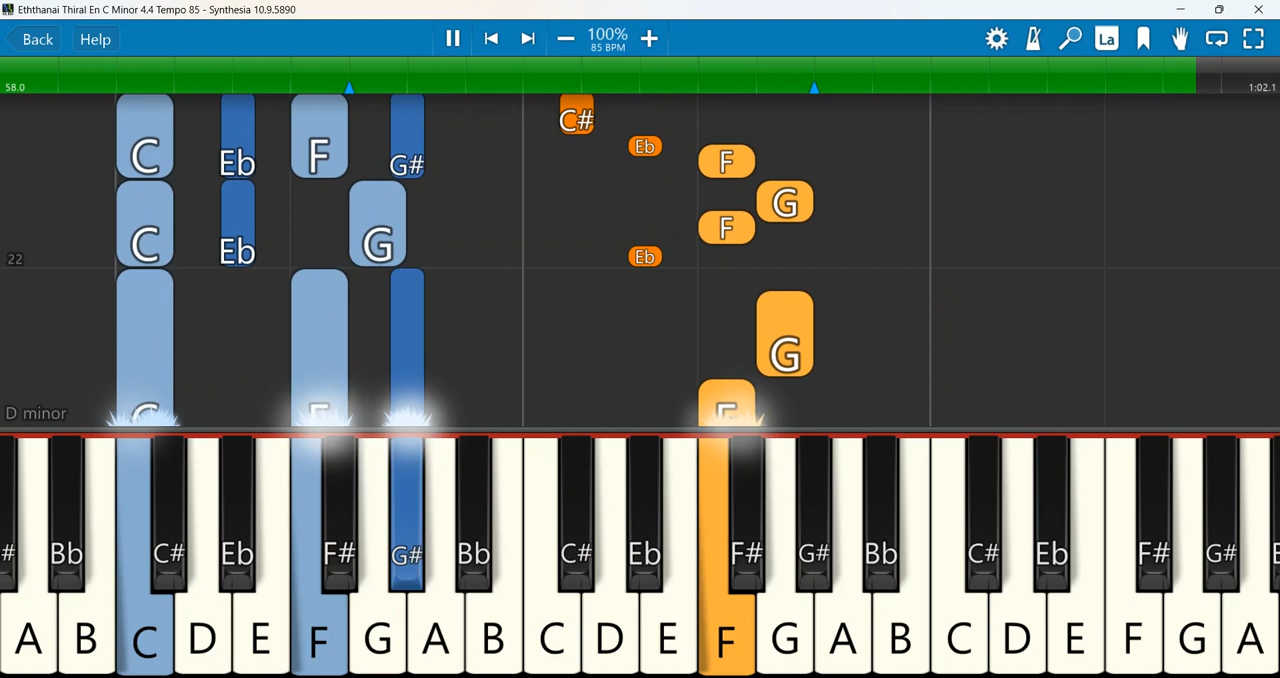 Eththanai Thiral En C Minor 4.4 Tempo 85 - Synthesia 10.9.5890
Back Help 100% La
85 BPM
58.0 1:02.1
C Eb F G# C# Eb F
G
C Eb G F
22 Eb
G
D minor C F F
# Bb C# Eb F# G# Bb C# Eb F# G# Bb C# Eb F# G# E
A B C D E F G A B C D E F G A B C D E F G A